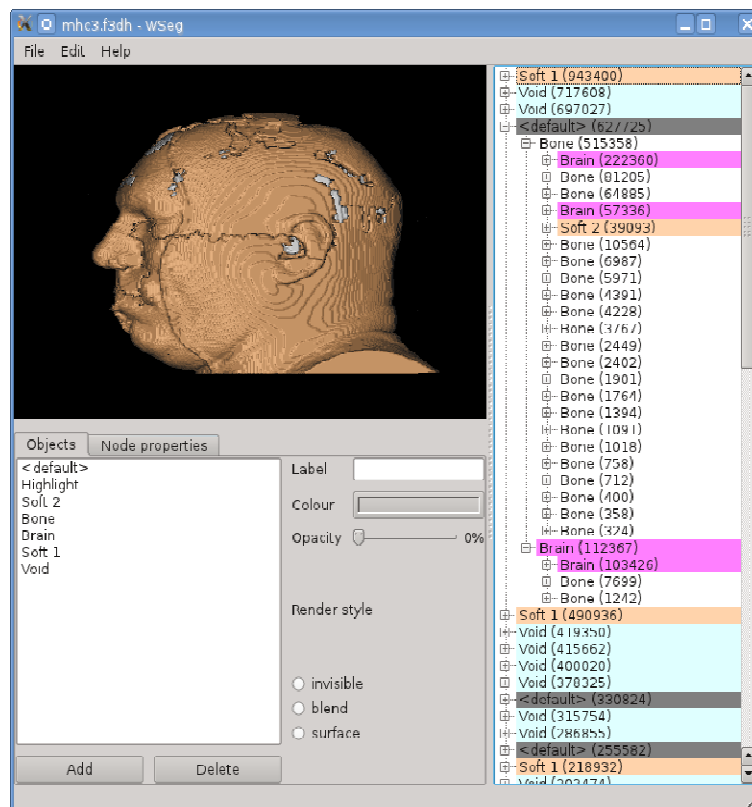 mhc3.f3dh - WSeg
File Edit Help
Soft 1 (943400)
Void (717608)
Void (697027)
<default> (627725)
Bone (515358)
Brain (222360)
Bone (81205)
Bone (64885)
Brain (57336)
Soft 2 (39093)
Bone (10564)
Bone (6987)
Bone (5971)
Bone (4391)
Bone (4228)
Bone (3767)
Bone (2449)
Bone (2402)
Bone (1901)
Bone (1764)
Bone (1394)
Bone (1091)
Bone (1018)
Bone (758)
Bone (712)
Bone (400)
Bone (358)
Bone (324)
Brain (112367)
Brain (103426)
Bone (7699)
Bone (1242)
Soft 1 (490936)
Void (419350)
Void (415662)
Void (400020)
Void (378325)
<default> (330824)
Void (315754)
Void (286855)
<default> (255582)
Soft 1 (218932)
Void
Objects Node properties
<default>
Highlight
Soft 2
Bone
Brain
Soft 1
Void
Label
Colour
Opacity 0%
Render style
invisible
blend
surface
Add Delete